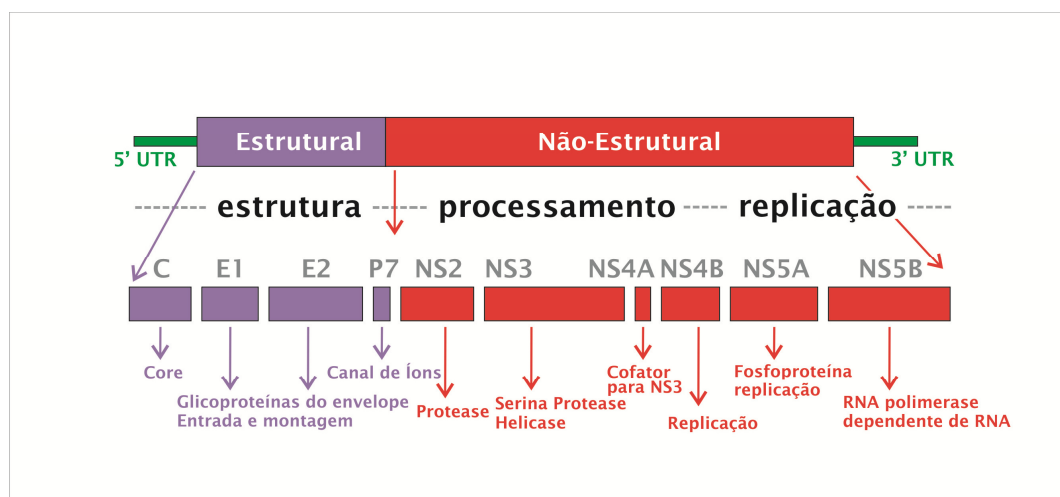 Estrutural
Não-Estrutural
5' UTR
3' UTR
estrutura
processamento
replicação
C
E1
E2
P7
NS2
NS3
NS4A
NS4B
NS5A
NS5B
Core
Glicoproteínas do envelope
Entrada e montagem
Canal de Íons
Protease
Serina Protease
Helicase
Cofator
para NS3
Replicação
Fosfoproteína
replicação
RNA polimerase
dependente de RNA